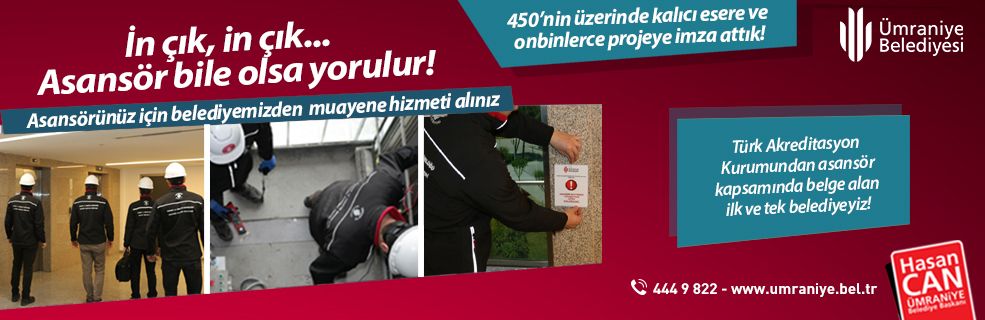 İn çık, in çık...
Asansör bile olsa yorulur!
Asansörünüz için belediyemizden muayene hizmeti alınız
450’nin üzerinde kalıcı esere ve
onbinlerce projeye imza attık!
Ümraniye
Belediyesi
Türk Akreditasyon
Kurumundan asansör
kapsamında belge alan
ilk ve tek belediyeyiz!
444 9 822 - www.umraniye.bel.tr
Hasan
CAN
ÜMRANİYE
Belediye Başkanı